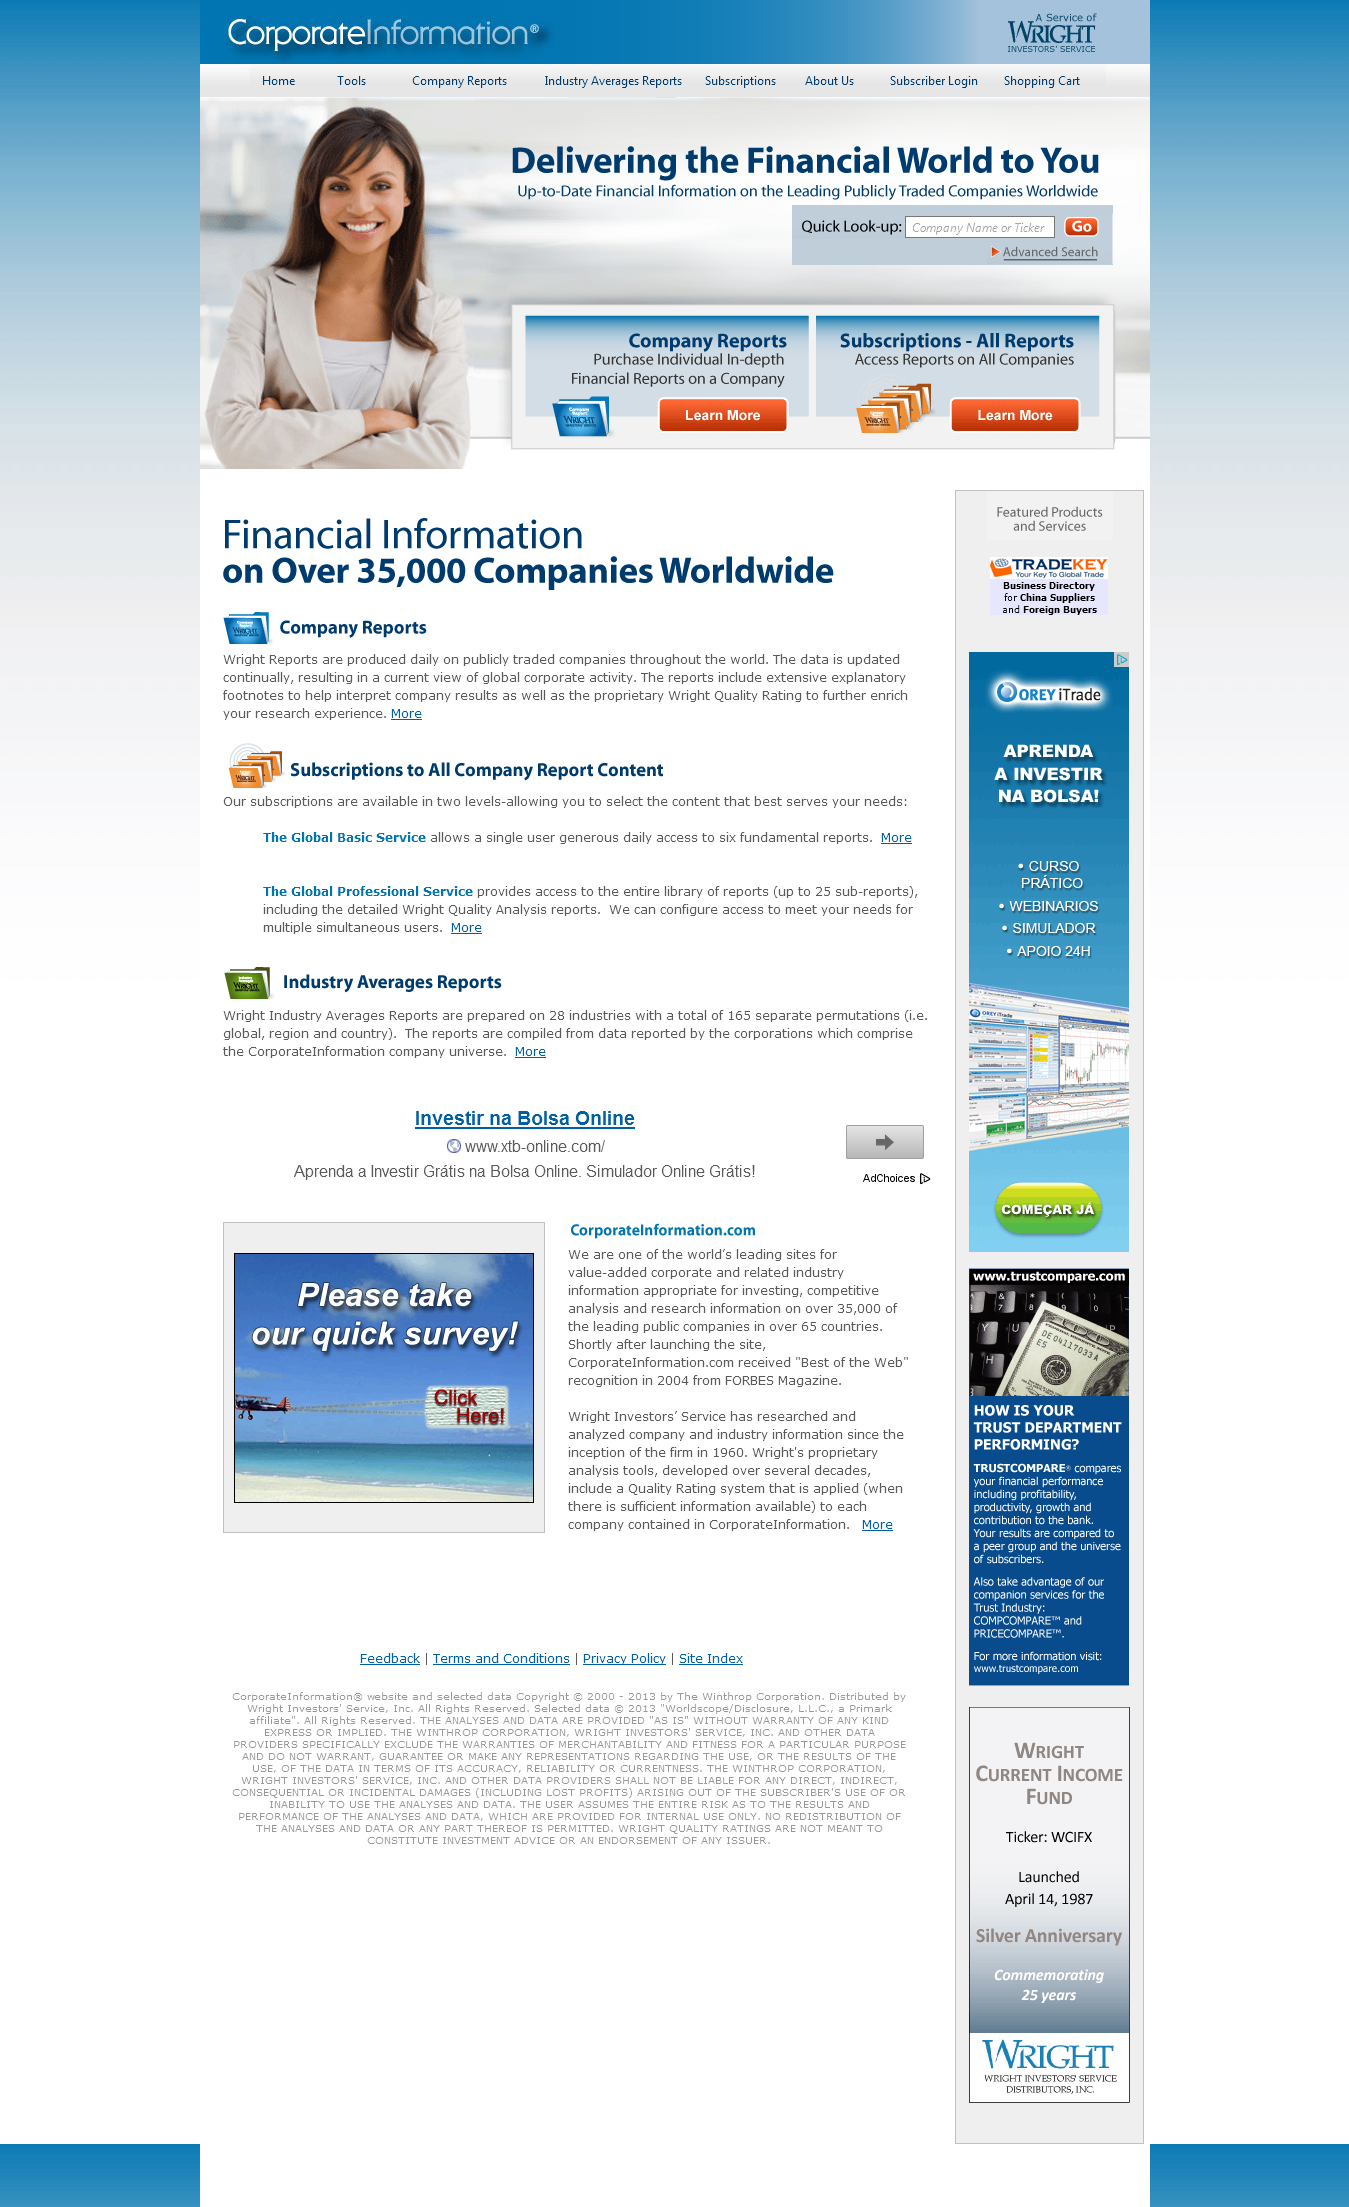 CorporateInformation®
A Service of
WRIGHT
INVESTORS' SERVICE
Home Tools Company Reports Industry Averages Reports Subscriptions About Us Subscriber Login Shopping Cart
Delivering the Financial World to You
Up-to-Date Financial Information on the Leading Publicly Traded Companies Worldwide
Quick Look-up: Company Name or Ticker Go
Advanced Search
Company Reports
Purchase Individual In-depth
Financial Reports on a Company
Learn More
Subscriptions - All Reports
Access Reports on All Companies
Learn More
Financial Information
on Over 35,000 Companies Worldwide
Company Reports
Wright Reports are produced daily on publicly traded companies throughout the world. The data is updated
continually, resulting in a current view of global corporate activity. The reports include extensive explanatory
footnotes to help interpret company results as well as the proprietary Wright Quality Rating to further enrich
your research experience. More
Subscriptions to All Company Report Content
Our subscriptions are available in two levels-allowing you to select the content that best serves your needs:
The Global Basic Service allows a single user generous daily access to six fundamental reports. More
The Global Professional Service provides access to the entire library of reports (up to 25 sub-reports),
including the detailed Wright Quality Analysis reports. We can configure access to meet your needs for
multiple simultaneous users. More
Industry Averages Reports
Wright Industry Averages Reports are prepared on 28 industries with a total of 165 separate permutations (i.e.
global, region and country). The reports are compiled from data reported by the corporations which comprise
the CorporateInformation company universe. More
Investir na Bolsa Online
www.xtb-online.com/
Aprenda a Investir Grátis na Bolsa Online. Simulador Online Grátis!
AdChoices
Please take
our quick survey!
Click
Here!
CorporateInformation.com
We are one of the world’s leading sites for
value-added corporate and related industry
information appropriate for investing, competitive
analysis and research information on over 35,000 of
the leading public companies in over 65 countries.
Shortly after launching the site,
CorporateInformation.com received "Best of the Web"
recognition in 2004 from FORBES Magazine.
Wright Investors’ Service has researched and
analyzed company and industry information since the
inception of the firm in 1960. Wright's proprietary
analysis tools, developed over several decades,
include a Quality Rating system that is applied (when
there is sufficient information available) to each
company contained in CorporateInformation. More
Feedback | Terms and Conditions | Privacy Policy | Site Index
CorporateInformation® website and selected data Copyright © 2000 - 2013 by The Winthrop Corporation. Distributed by
Wright Investors' Service, Inc. All Rights Reserved. Selected data © 2013 "Worldscope/Disclosure, L.L.C., a Primark
affiliate". All Rights Reserved. THE ANALYSES AND DATA ARE PROVIDED "AS IS" WITHOUT WARRANTY OF ANY KIND
EXPRESS OR IMPLIED. THE WINTHROP CORPORATION, WRIGHT INVESTORS' SERVICE, INC. AND OTHER DATA
PROVIDERS SPECIFICALLY EXCLUDE THE WARRANTIES OF MERCHANTABILITY AND FITNESS FOR A PARTICULAR PURPOSE
AND DO NOT WARRANT, GUARANTEE OR MAKE ANY REPRESENTATIONS REGARDING THE USE, OR THE RESULTS OF THE
USE, OF THE DATA IN TERMS OF ITS ACCURACY, RELIABILITY OR CURRENTNESS. THE WINTHROP CORPORATION,
WRIGHT INVESTORS' SERVICE, INC. AND OTHER DATA PROVIDERS SHALL NOT BE LIABLE FOR ANY DIRECT, INDIRECT,
CONSEQUENTIAL OR INCIDENTAL DAMAGES (INCLUDING LOST PROFITS) ARISING OUT OF THE SUBSCRIBER'S USE OF OR
INABILITY TO USE THE ANALYSES AND DATA. THE USER ASSUMES THE ENTIRE RISK AS TO THE RESULTS AND
PERFORMANCE OF THE ANALYSES AND DATA, WHICH ARE PROVIDED FOR INTERNAL USE ONLY. NO REDISTRIBUTION OF
THE ANALYSES AND DATA OR ANY PART THEREOF IS PERMITTED. WRIGHT QUALITY RATINGS ARE NOT MEANT TO
CONSTITUTE INVESTMENT ADVICE OR AN ENDORSEMENT OF ANY ISSUER.
Featured Products
and Services
TRADEKEY
Your Key To Global Trade
Business Directory
for China Suppliers
and Foreign Buyers
OREY iTrade
APRENDA
A INVESTIR
NA BOLSA!
• CURSO
PRÁTICO
• WEBINARIOS
• SIMULADOR
• APOIO 24H
OREY iTrade
COMEÇAR JÁ
www.trustcompare.com
DE 04117033 A
E5
HOW IS YOUR
TRUST DEPARTMENT
PERFORMING?
TRUSTCOMPARE® compares
your financial performance
including profitability,
productivity, growth and
contribution to the bank.
Your results are compared to
a peer group and the universe
of subscribers.
Also take advantage of our
companion services for the
Trust Industry:
COMPCOMPARE™ and
PRICECOMPARE™.
For more information visit:
www.trustcompare.com
WRIGHT
CURRENT INCOME
FUND
Ticker: WCIFX
Launched
April 14, 1987
Silver Anniversary
Commemorating
25 years
WRIGHT
WRIGHT INVESTORS' SERVICE
DISTRIBUTORS, INC.